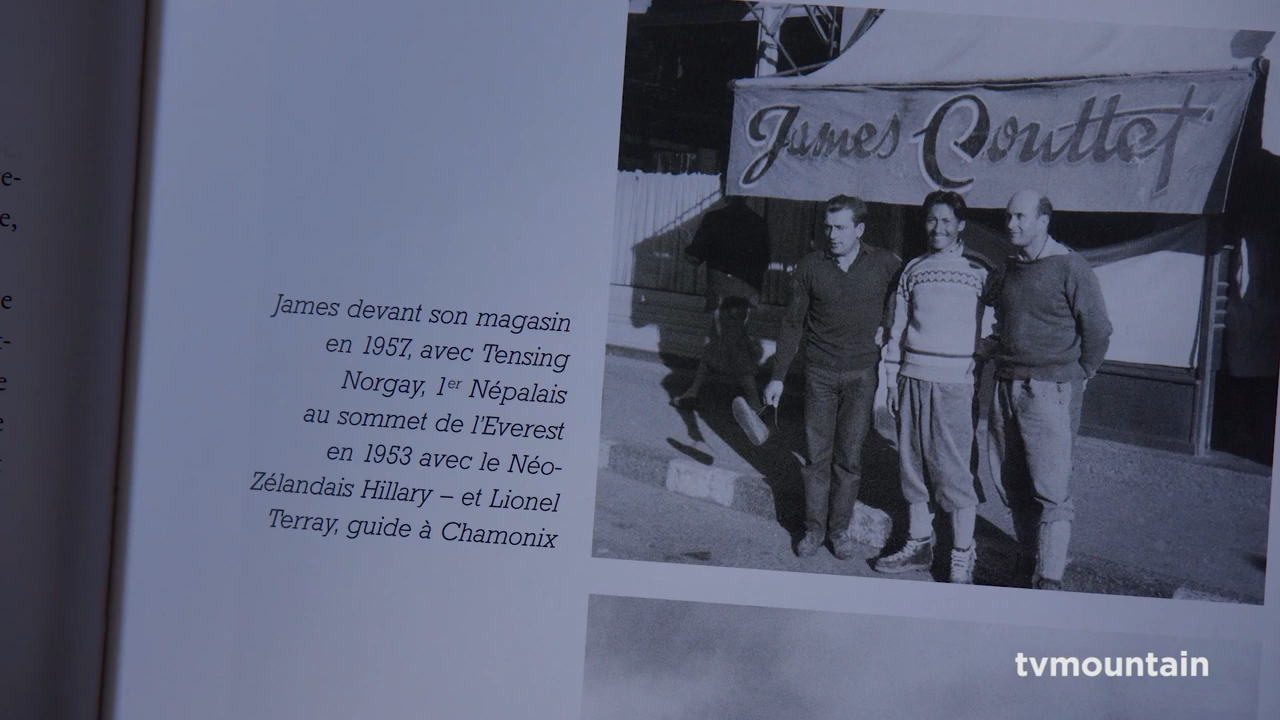 e-
e,
e
-
e
e
James devant son magasin
en 1957, avec Tensing
Norgay, 1er Népalais
au sommet de l'Everest
en 1953 avec le Néo-
Zélandais Hillary – et Lionel
Terray, guide à Chamonix
James Couttet
tvmountain